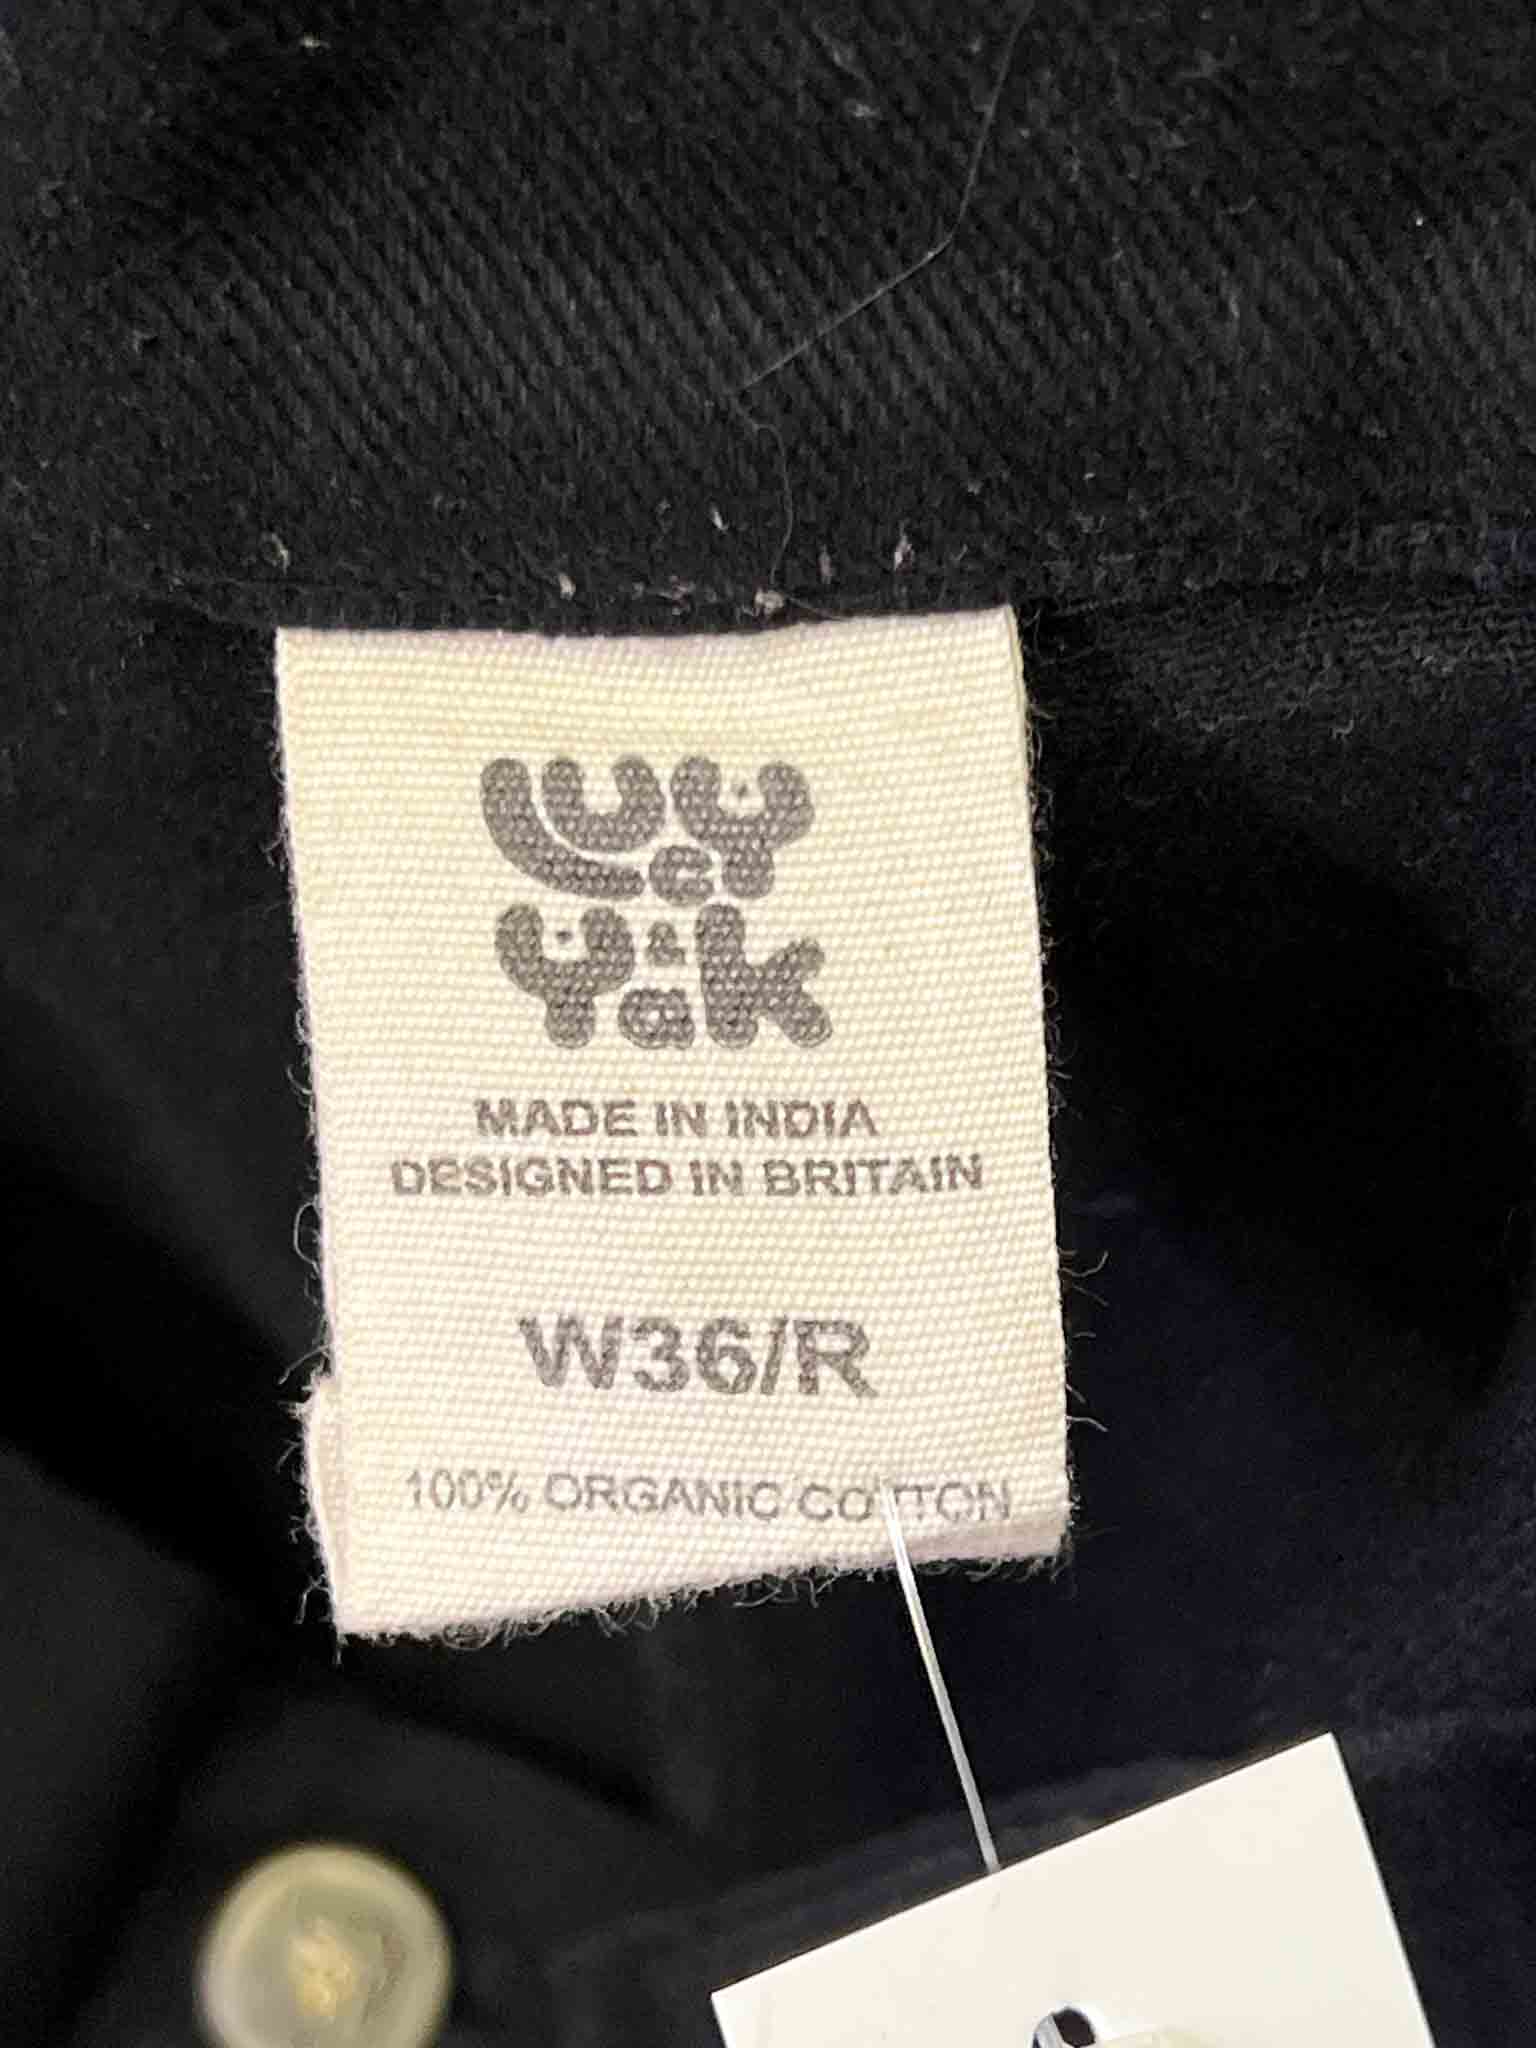 Lucy
& Yak
MADE IN INDIA
DESIGNED IN BRITAIN
W36/R
100% ORGANIC COTTON